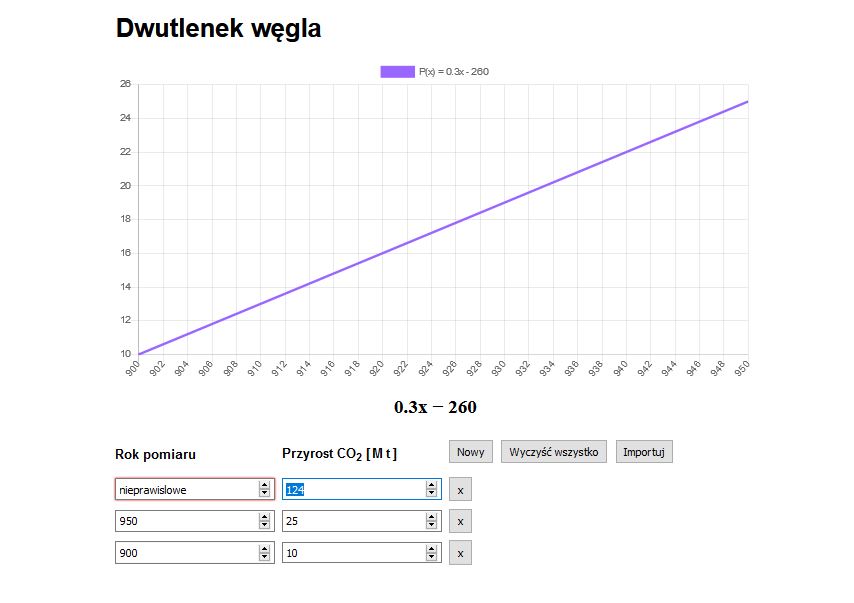 Dwutlenek węgla
P(x) = 0.3x - 260
26
24
22
20
18
16
14
12
10
900 902 904 906 908 910 912 914 916 918 920 922 924 926 928 930 932 934 936 938 940 942 944 946 948 950
0.3x − 260
Rok pomiaru Przyrost CO₂ [M t] Nowy Wyczyść wszystko Importuj
nieprawislowe 124 x
950 25 x
900 10 x